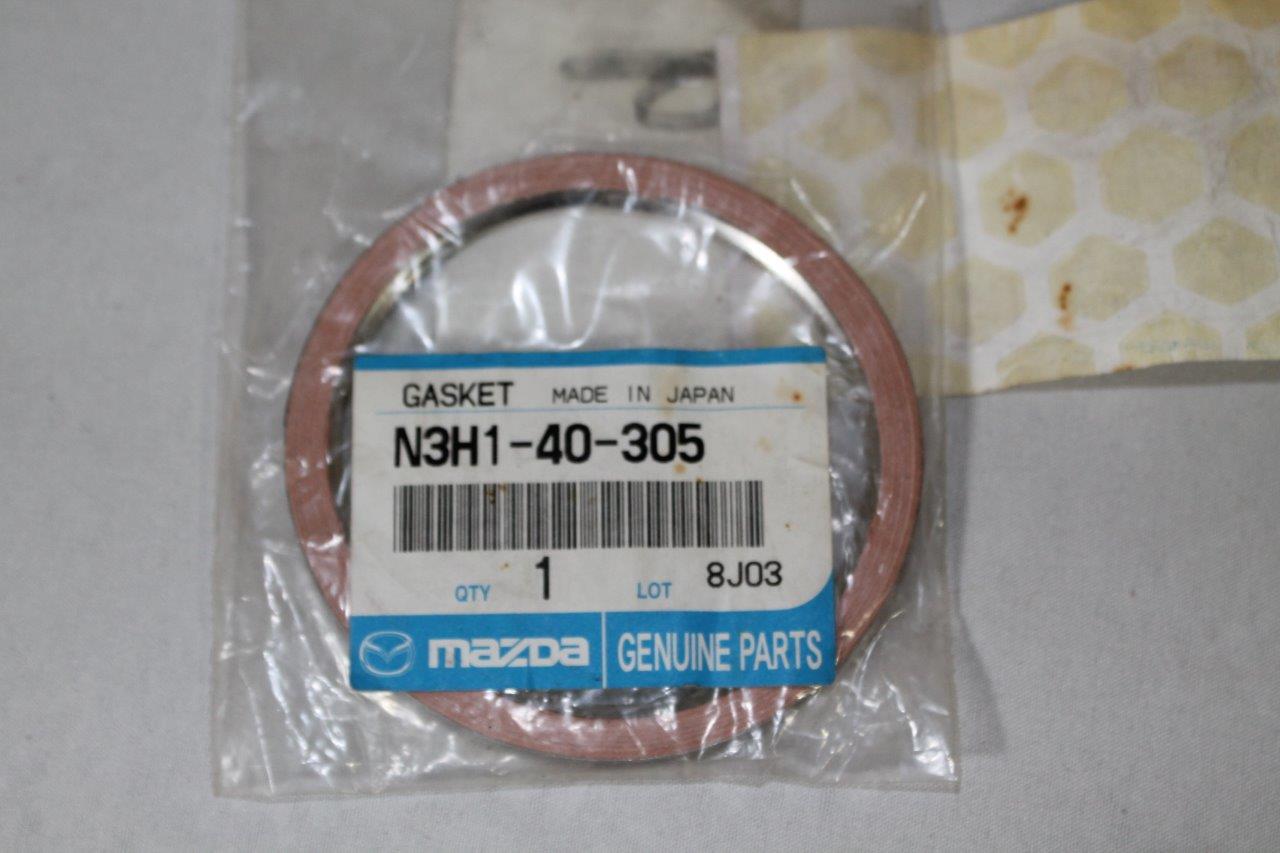 GASKET MADE IN JAPAN
N3H1-40-305
QTY 1 LOT 8J03
mazda GENUINE PARTS